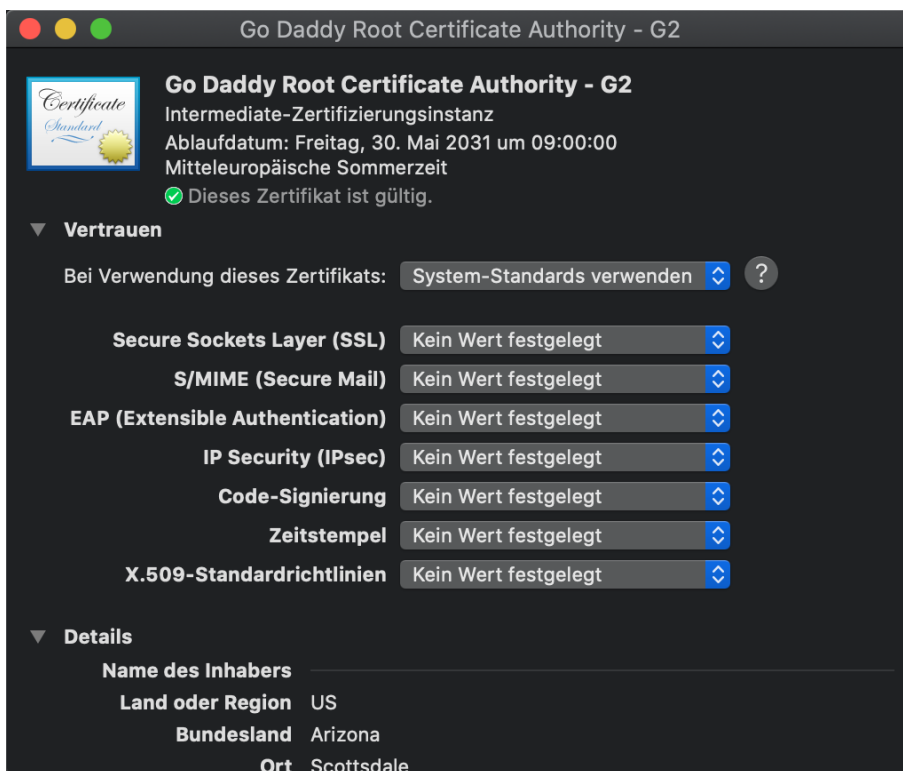 Go Daddy Root Certificate Authority - G2
Certificate
Standard
Go Daddy Root Certificate Authority - G2
Intermediate-Zertifizierungsinstanz
Ablaufdatum: Freitag, 30. Mai 2031 um 09:00:00
Mitteleuropäische Sommerzeit
Dieses Zertifikat ist gültig.
Vertrauen
Bei Verwendung dieses Zertifikats: System-Standards verwenden ?
Secure Sockets Layer (SSL) Kein Wert festgelegt
S/MIME (Secure Mail) Kein Wert festgelegt
EAP (Extensible Authentication) Kein Wert festgelegt
IP Security (IPsec) Kein Wert festgelegt
Code-Signierung Kein Wert festgelegt
Zeitstempel Kein Wert festgelegt
X.509-Standardrichtlinien Kein Wert festgelegt
Details
Name des Inhabers
Land oder Region US
Bundesland Arizona
Ort Scottsdale